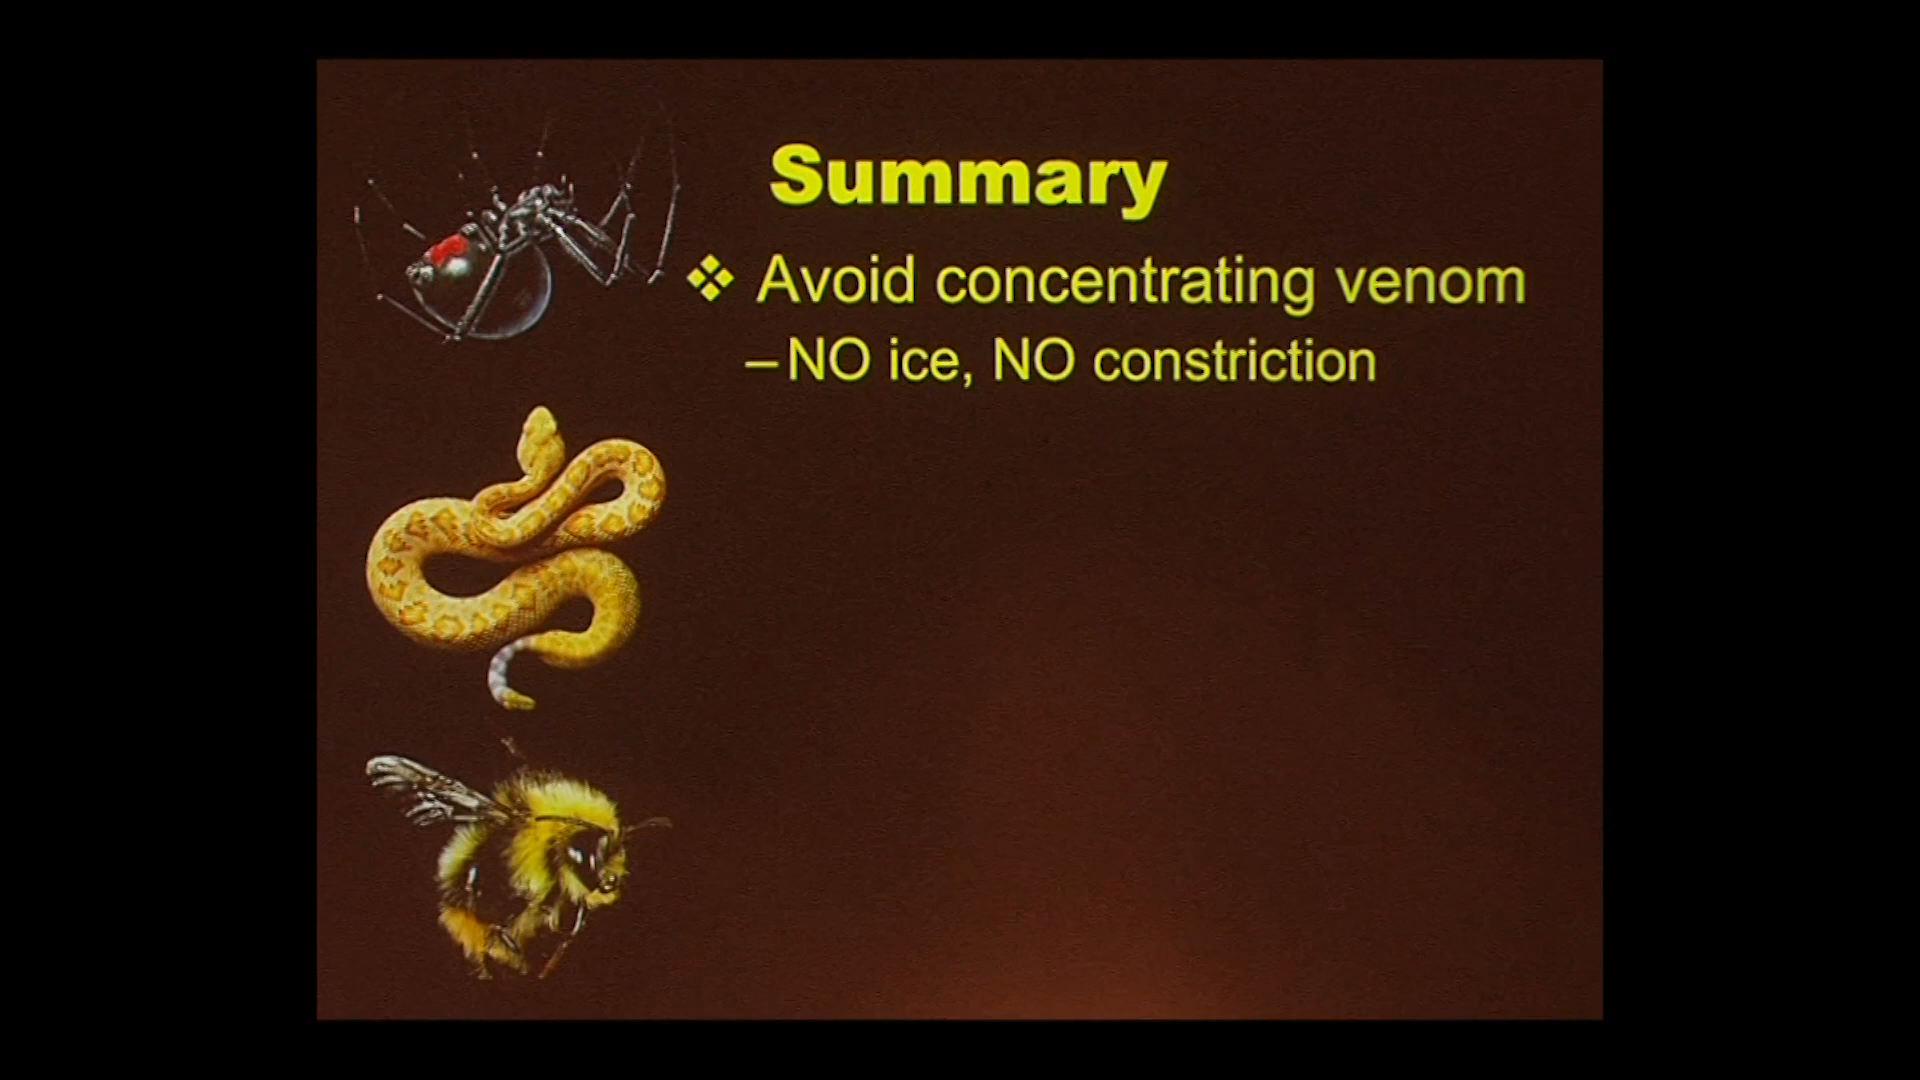 Summary
❖ Avoid concentrating venom
– NO ice, NO constriction